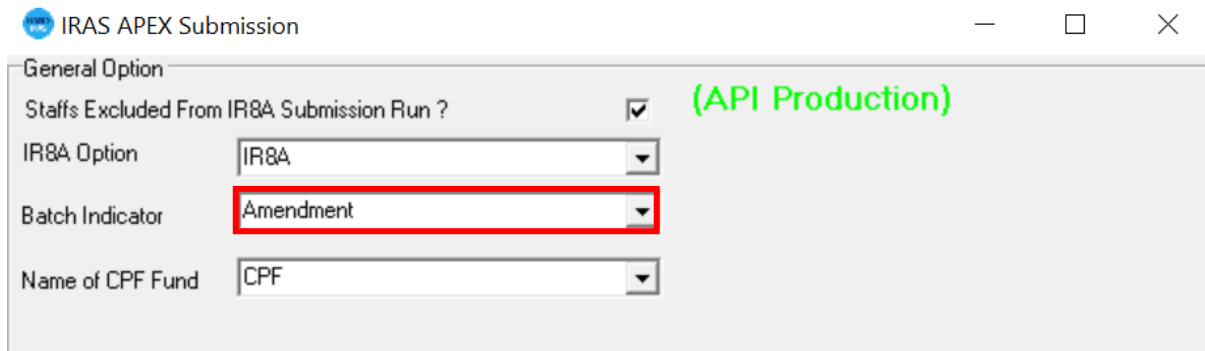 IRAS APEX Submission
General Option
Staffs Excluded From IR8A Submission Run ?
(API Production)
IR8A Option
IR8A
Batch Indicator
Amendment
Name of CPF Fund
CPF